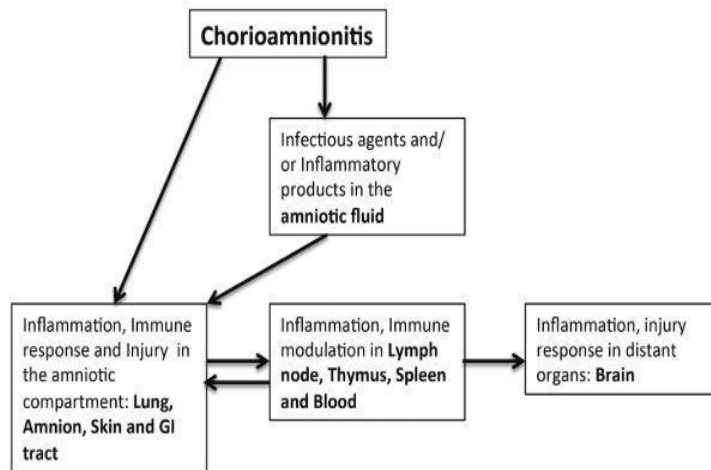 Chorioamnionitis
Infectious agents and/
or Inflammatory
products in the
amniotic fluid
Inflammation, Immune
response and Injury in
the amniotic
compartment: Lung,
Amnion, Skin and GI
tract
Inflammation, Immune
modulation in Lymph
node, Thymus, Spleen
and Blood
Inflammation, injury
response in distant
organs: Brain